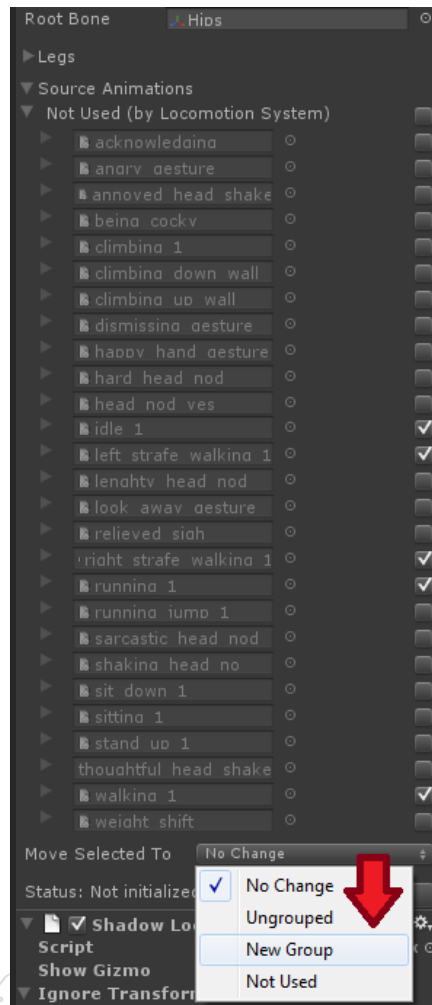 Root Bone Hips
Legs
Source Animations
Not Used (by Locomotion System)
acknowledging
angry gesture
annoyed head shake
being cocky
climbing 1
climbing down wall
climbing up wall
dismissing gesture
happy hand gesture
hard head nod
head nod yes
idle 1
left strafe walking 1
lenghty head nod
look away gesture
relieved sigh
right strafe walking 1
running 1
running jump 1
sarcastic head nod
shaking head no
sit down 1
sitting 1
stand up 1
thoughtful head shake
walking 1
weight shift
Move Selected To No Change
Status: Not initialized
No Change
Ungrouped
New Group
Not Used
Shadow Lo
Script
Show Gizmo
Ignore Transfor